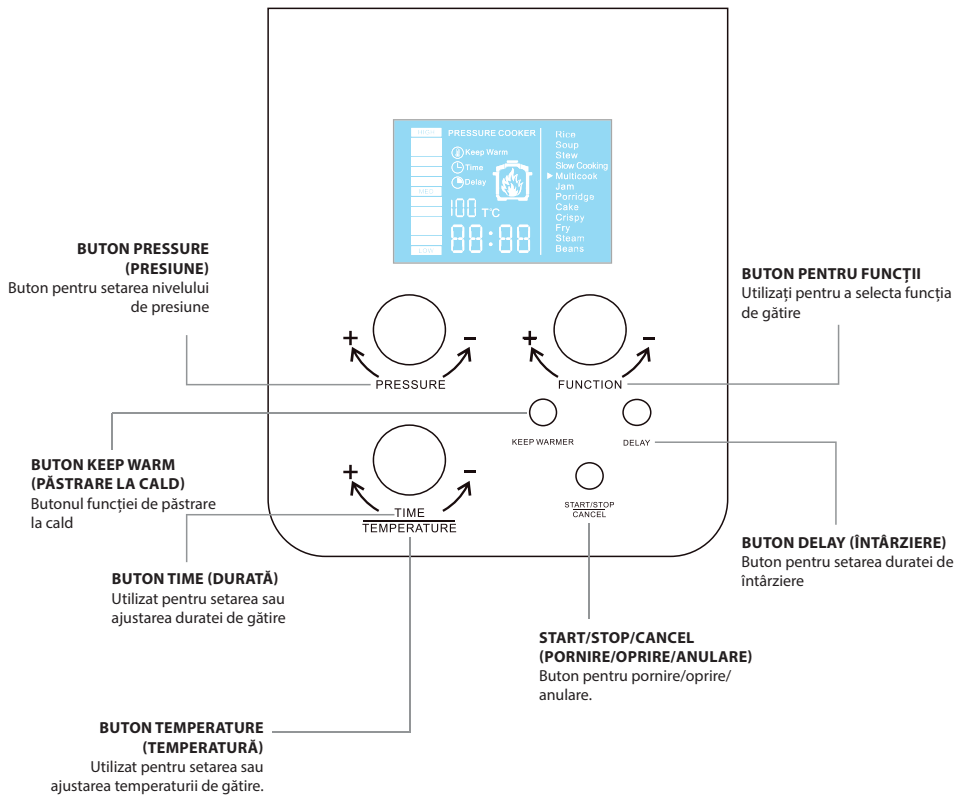 HIGH
MED
LOW
PRESSURE COOKER
Keep Warm
Time
Delay
100 T°C
88:88
Rice
Soup
Stew
Slow Cooking
Multicook
Jam
Porridge
Cake
Crispy
Fry
Steam
Beans
BUTON PRESSURE
(PRESIUNE)
Buton pentru setarea nivelului
de presiune
BUTON PENTRU FUNCȚII
Utilizați pentru a selecta funcția
de gătire
+ −
PRESSURE
+ −
FUNCTION
KEEP WARMER
DELAY
BUTON KEEP WARM
(PĂSTRARE LA CALD)
Butonul funcției de păstrare
la cald
+ −
TIME
TEMPERATURE
START/STOP
CANCEL
BUTON DELAY (ÎNTÂRZIERE)
Buton pentru setarea duratei de
întârziere
BUTON TIME (DURATĂ)
Utilizat pentru setarea sau
ajustarea duratei de gătire
START/STOP/CANCEL
(PORNIRE/OPRIRE/ANULARE)
Buton pentru pornire/oprire/
anulare.
BUTON TEMPERATURE
(TEMPERATURĂ)
Utilizat pentru setarea sau
ajustarea temperaturii de gătire.